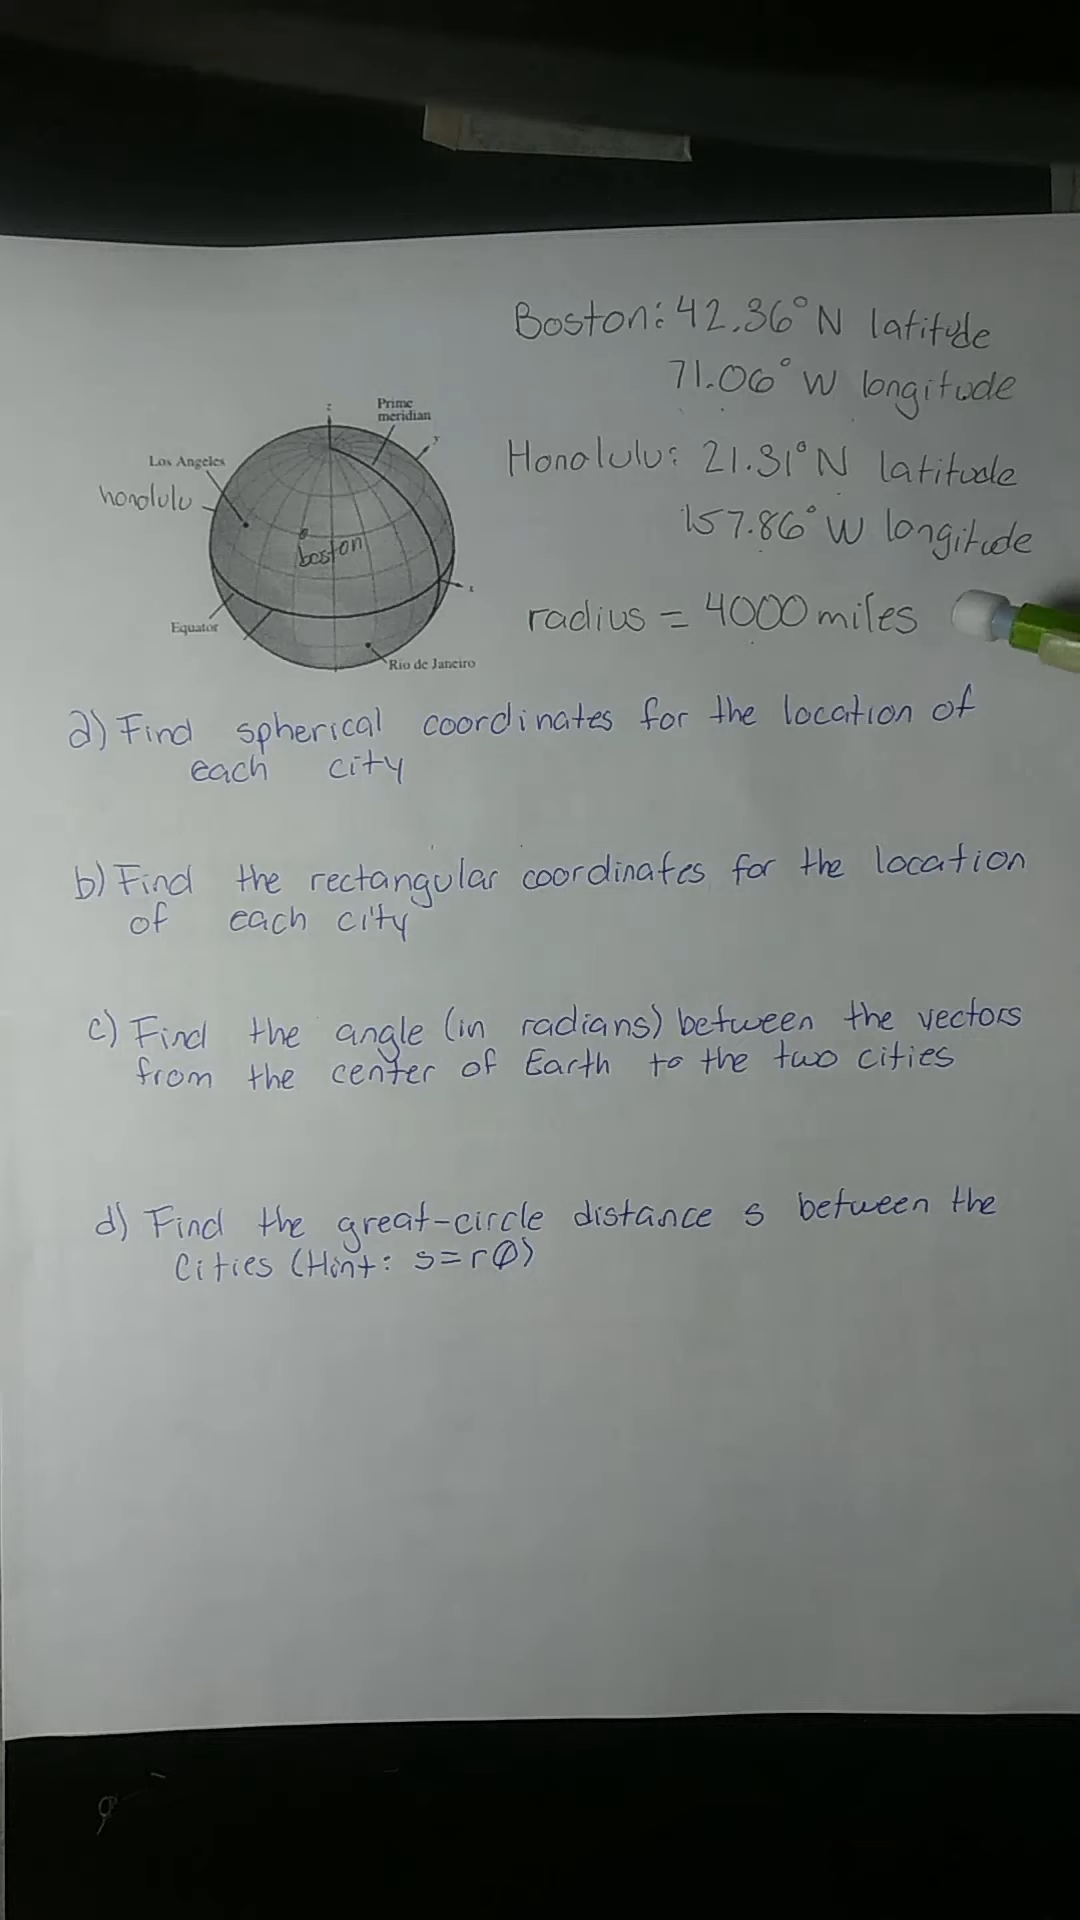 Boston: 42.36° N latitude
71.06° W longitude
Prime
meridian
z
y
Los Angeles
Honalulu: 21.31° N latitude
honolulu
157.86° W longitude
boston
x
radius = 4000 miles
Equator
Rio de Janeiro
a) Find spherical coordinates for the location of
each city
b) Find the rectangular coordinates for the location
of each city
c) Find the angle (in radians) between the vectors
from the center of Earth to the two cities
d) Find the great-circle distance s between the
Cities (Hint: s=rθ)